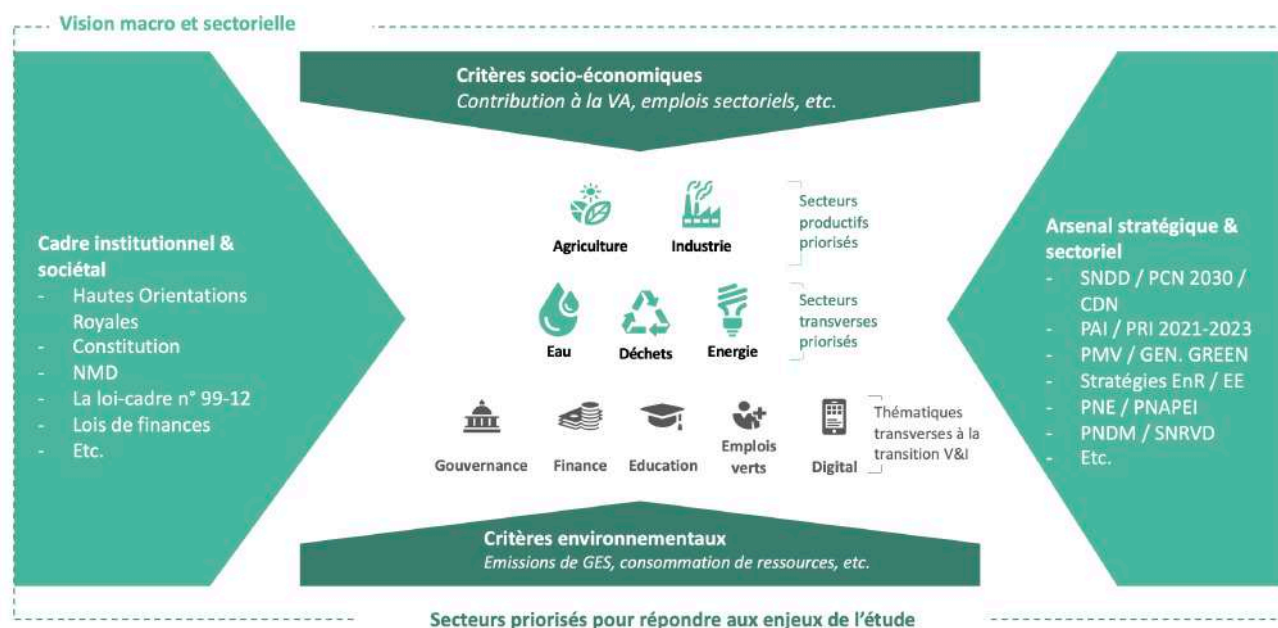 Vision macro et sectorielle
Critères socio-économiques
Contribution à la VA, emplois sectoriels, etc.
Cadre institutionnel &
sociétal
- Hautes Orientations
Royales
- Constitution
- NMD
- La loi-cadre n° 99-12
- Lois de finances
- Etc.
Agriculture
Industrie
Secteurs
productifs
priorisés
Eau
Déchets
Energie
Secteurs
transverses
priorisés
Gouvernance
Finance
Education
Emplois
verts
Digital
Thématiques
transverses à la
transition V&I
Arsenal stratégique &
sectoriel
- SNDD / PCN 2030 /
CDN
- PAI / PRI 2021-2023
- PMV / GEN. GREEN
- Stratégies EnR / EE
- PNE / PNAPEI
- PNDM / SNRVD
- Etc.
Critères environnementaux
Emissions de GES, consommation de ressources, etc.
Secteurs priorisés pour répondre aux enjeux de l'étude